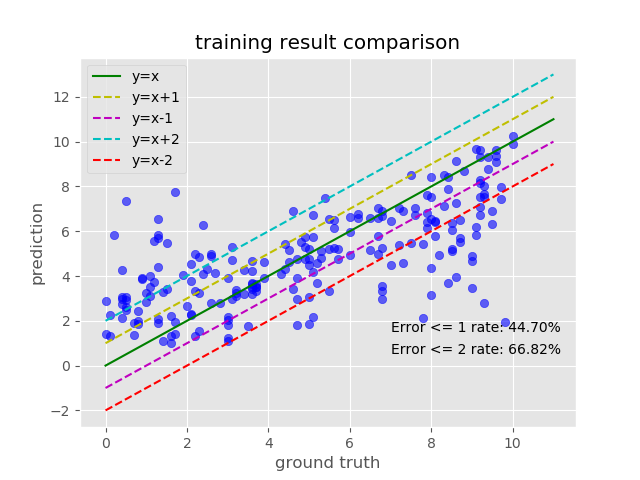 training result comparison
y=x
y=x+1
y=x-1
y=x+2
y=x-2
12
10
8
6
4
2
0
−2
prediction
Error <= 1 rate: 44.70%
Error <= 2 rate: 66.82%
0 2 4 6 8 10
ground truth